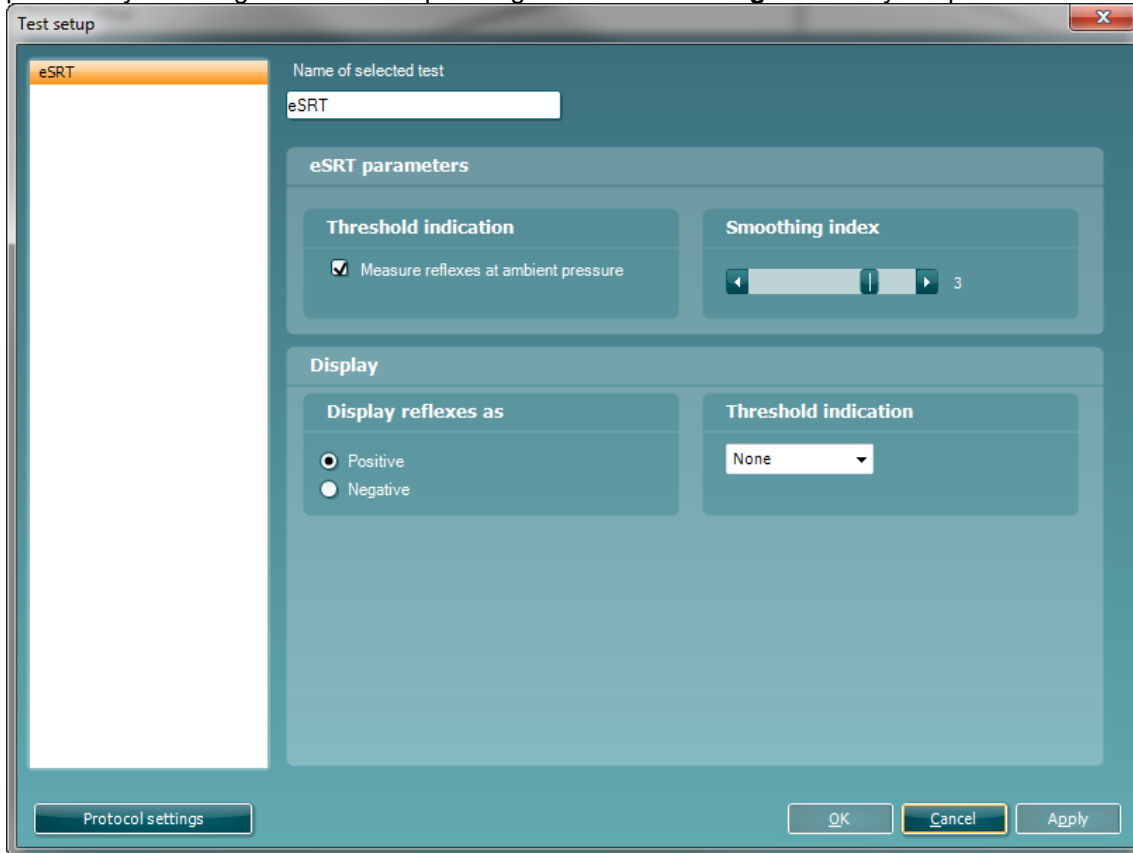 Test setup
eSRT
Name of selected test
eSRT
eSRT parameters
Threshold indication
Measure reflexes at ambient pressure
Smoothing index
3
Display
Display reflexes as
Positive
Negative
Threshold indication
None
Protocol settings
OK
Cancel
Apply